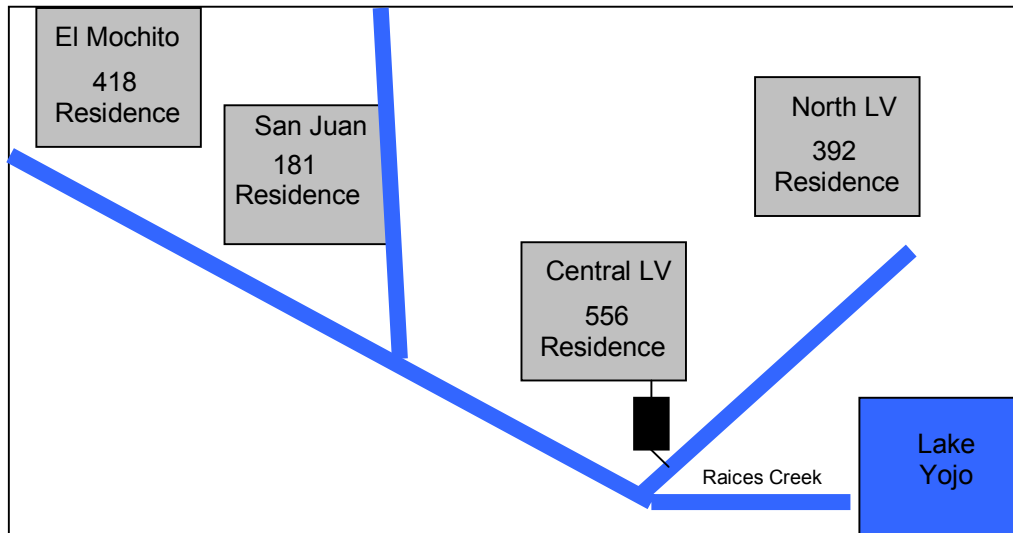 El Mochito
418
Residence
San Juan
181
Residence
North LV
392
Residence
Central LV
556
Residence
Raices Creek
Lake
Yojo